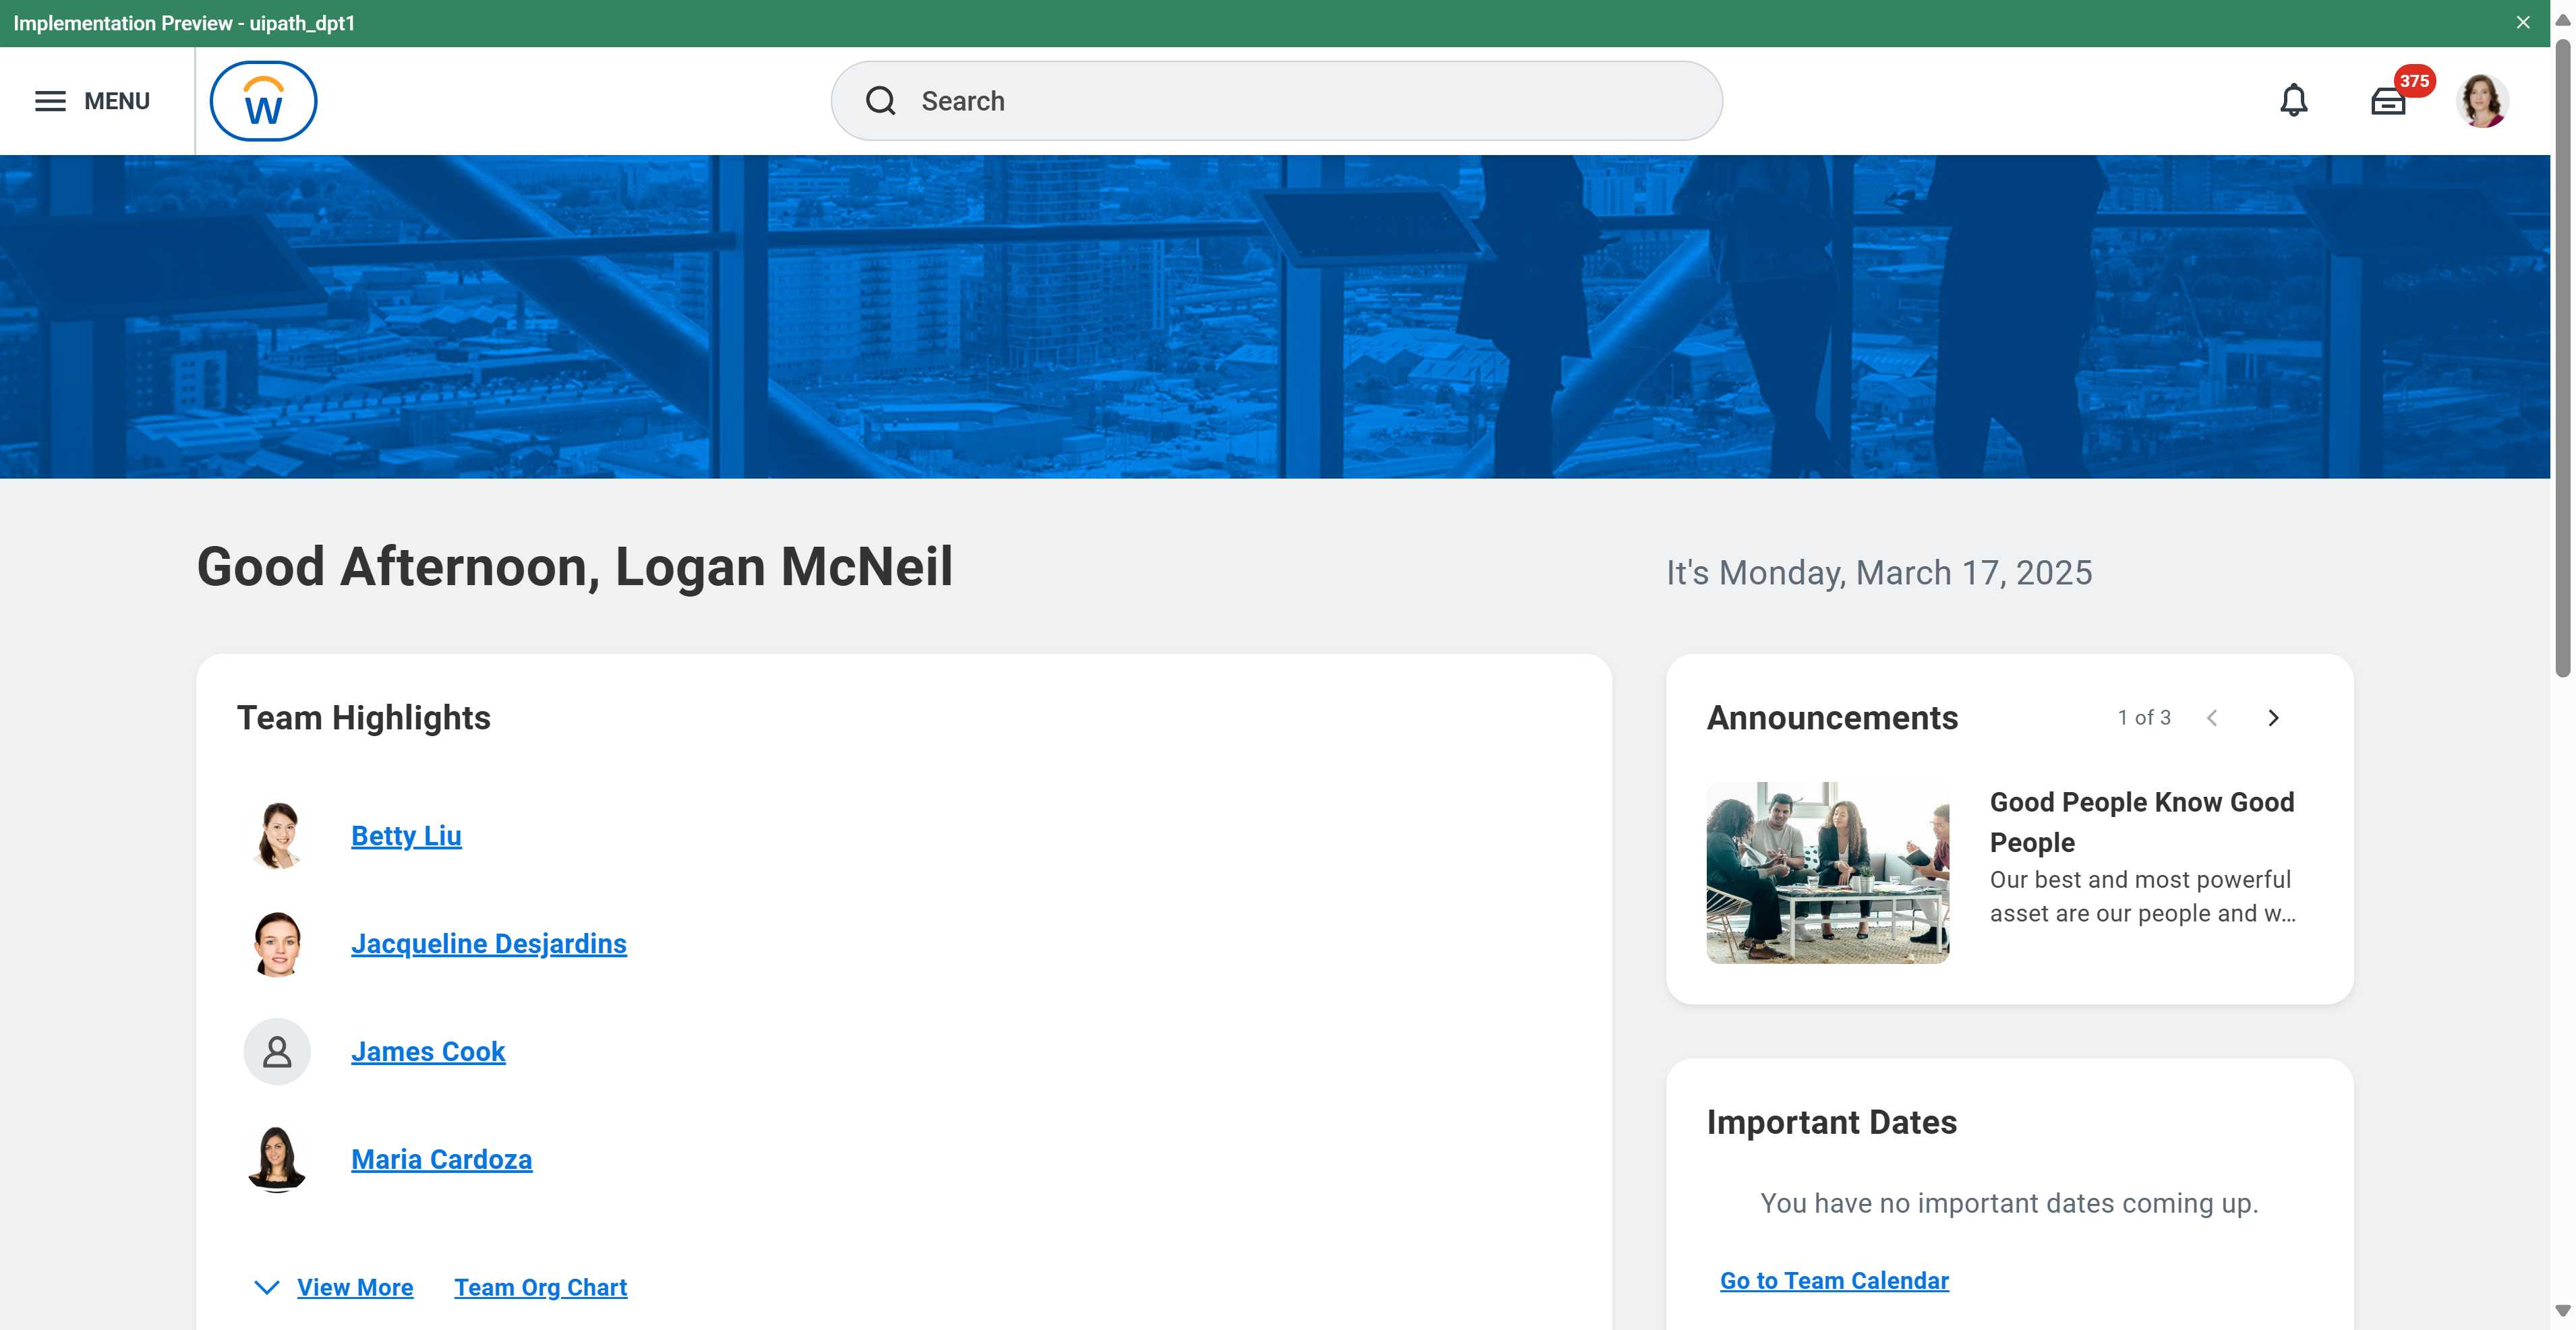 Implementation Preview - uipath_dpt1
MENU
W
Search
375
Good Afternoon, Logan McNeil
It's Monday, March 17, 2025
Team Highlights
Betty Liu
Jacqueline Desjardins
James Cook
Maria Cardoza
View More
Team Org Chart
Announcements
1 of 3
Good People Know Good
People
Our best and most powerful
asset are our people and w...
Important Dates
You have no important dates coming up.
Go to Team Calendar